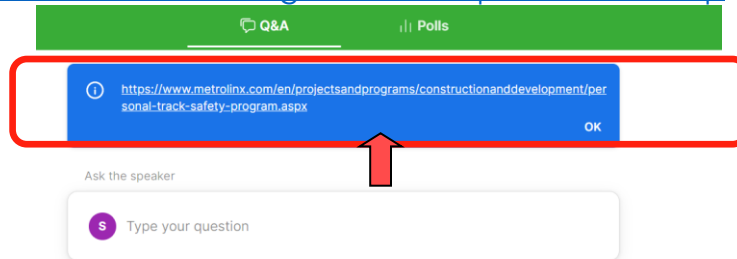 Q&A
Polls
https://www.metrolinx.com/en/projectsandprograms/constructionanddevelopment/per
sonal-track-safety-program.aspx
OK
Ask the speaker
S
Type your question